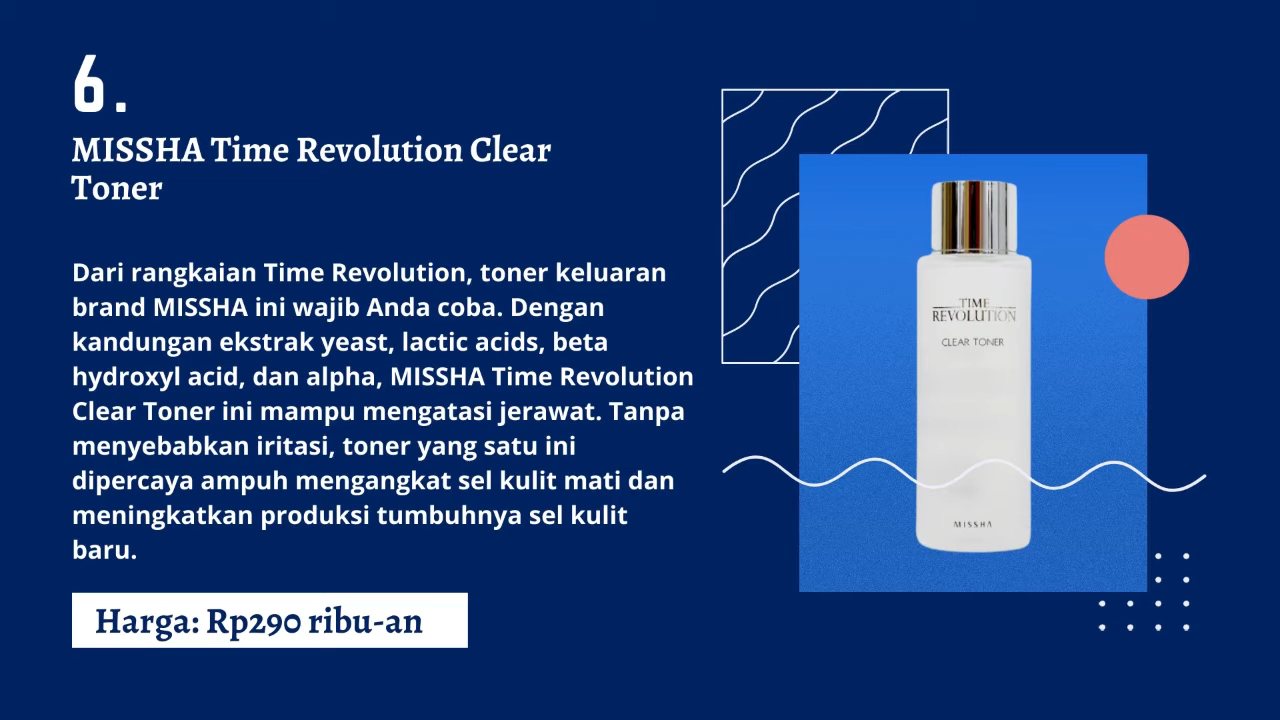 6.
MISSHA Time Revolution Clear
Toner
Dari rangkaian Time Revolution, toner keluaran
brand MISSHA ini wajib Anda coba. Dengan
kandungan ekstrak yeast, lactic acids, beta
hydroxyl acid, dan alpha, MISSHA Time Revolution
Clear Toner ini mampu mengatasi jerawat. Tanpa
menyebabkan iritasi, toner yang satu ini
dipercaya ampuh mengangkat sel kulit mati dan
meningkatkan produksi tumbuhnya sel kulit
baru.
Harga: Rp290 ribu-an
TIME
REVOLUTION
CLEAR TONER
MISSHA